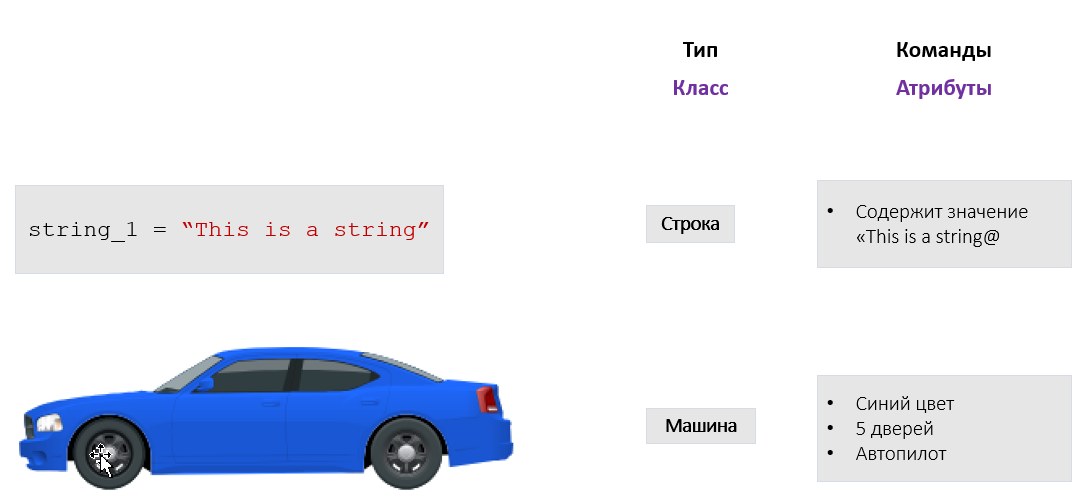 Тип
Команды
Класс
Атрибуты
string_1 = “This is a string”
Строка
• Содержит значение
«This is a string@
Машина
• Синий цвет
• 5 дверей
• Автопилот